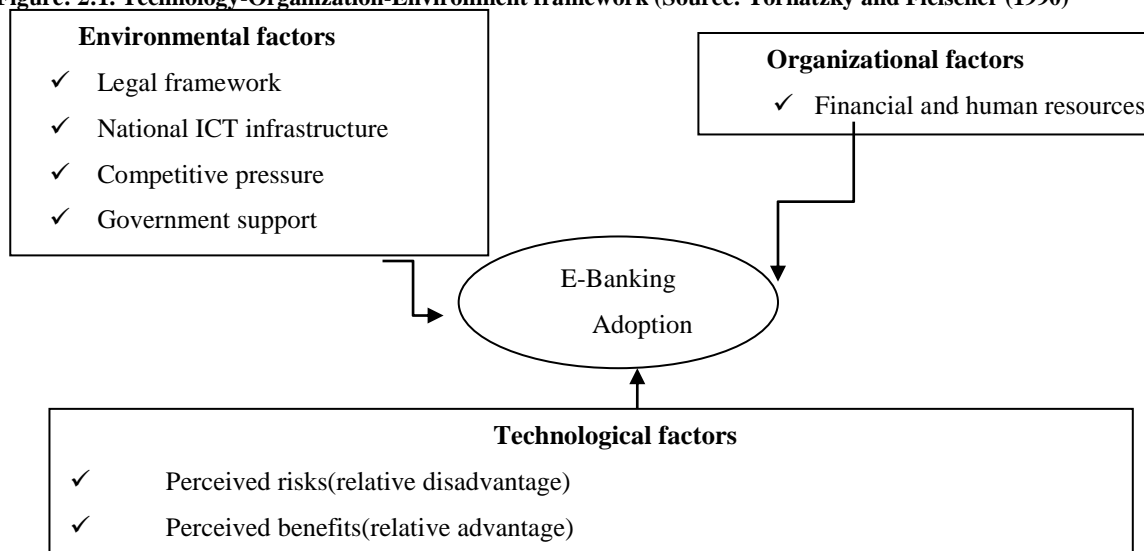 Figure: 2.1. Technology-Organization-Environment framework (Source: Tornatzky and Fleischer (1990)
Environmental factors
✓ Legal framework
✓ National ICT infrastructure
✓ Competitive pressure
✓ Government support
Organizational factors
✓ Financial and human resources
E-Banking
Adoption
Technological factors
✓ Perceived risks(relative disadvantage)
✓ Perceived benefits(relative advantage)